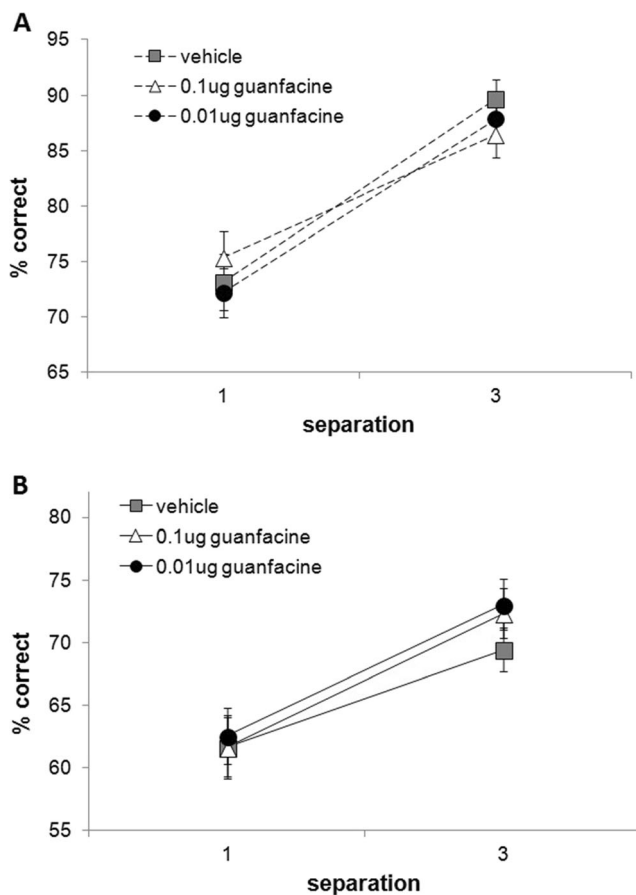 A
95
90
85
80
75
70
65
% correct
vehicle
0.1ug guanfacine
0.01ug guanfacine
1
3
separation
B
80
75
70
65
60
55
% correct
vehicle
0.1ug guanfacine
0.01ug guanfacine
1
3
separation